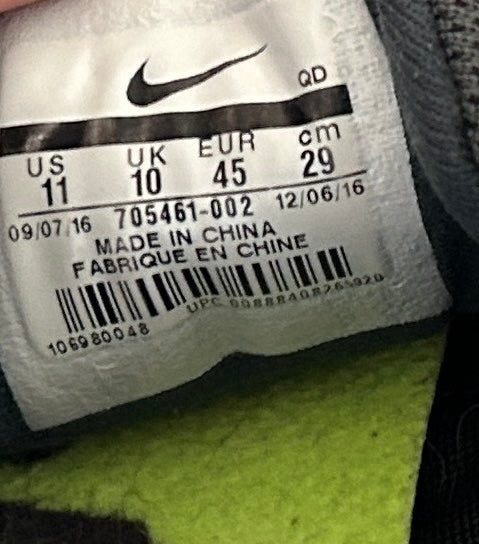 QD
US UK EUR cm
11 10 45 29
09/07/16 705461-002 12/06/16
MADE IN CHINA
FABRIQUE EN CHINE
UPC
106980048